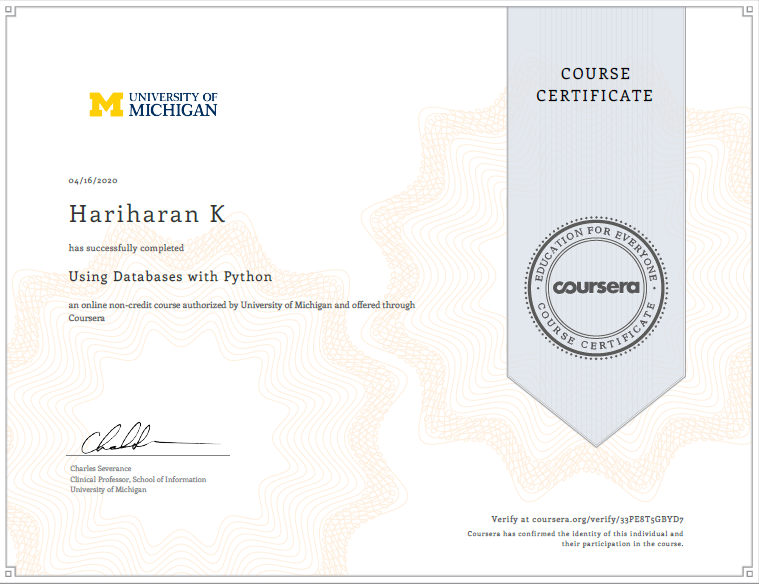 COURSE
CERTIFICATE
UNIVERSITY OF
MICHIGAN
04/16/2020
Hariharan K
has successfully completed
Using Databases with Python
an online non-credit course authorized by University of Michigan and offered through
Coursera
EDUCATION FOR EVERYONE
coursera
COURSE CERTIFICATE
Charles Severance
Clinical Professor, School of Information
University of Michigan
Verify at coursera.org/verify/33PE8T5GBYD7
Coursera has confirmed the identity of this individual and
their participation in the course.